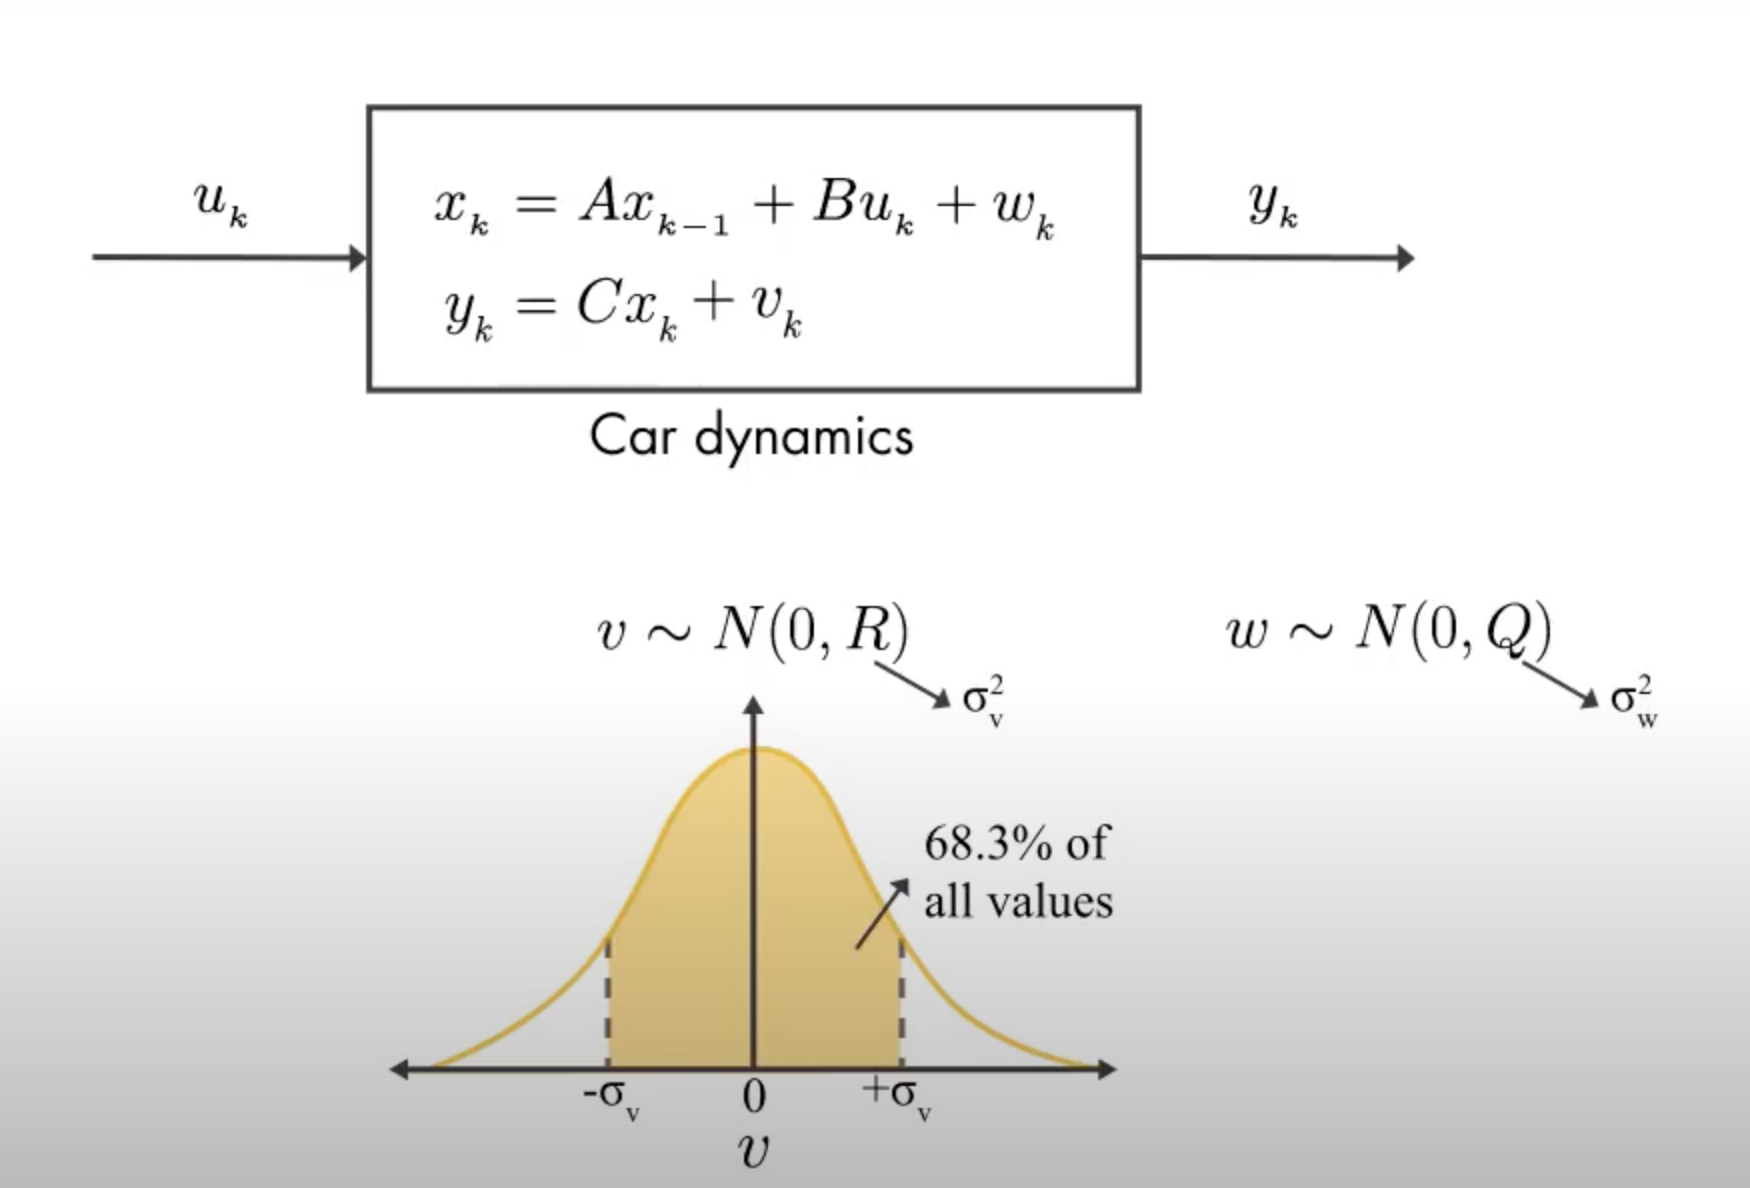 u_k
x_k = Ax_{k-1} + Bu_k + w_k
y_k = Cx_k + v_k
y_k
Car dynamics
v ~ N(0, R)
σ_v^2
w ~ N(0, Q)
σ_w^2
68.3% of
all values
-σ_v 0 +σ_v
v